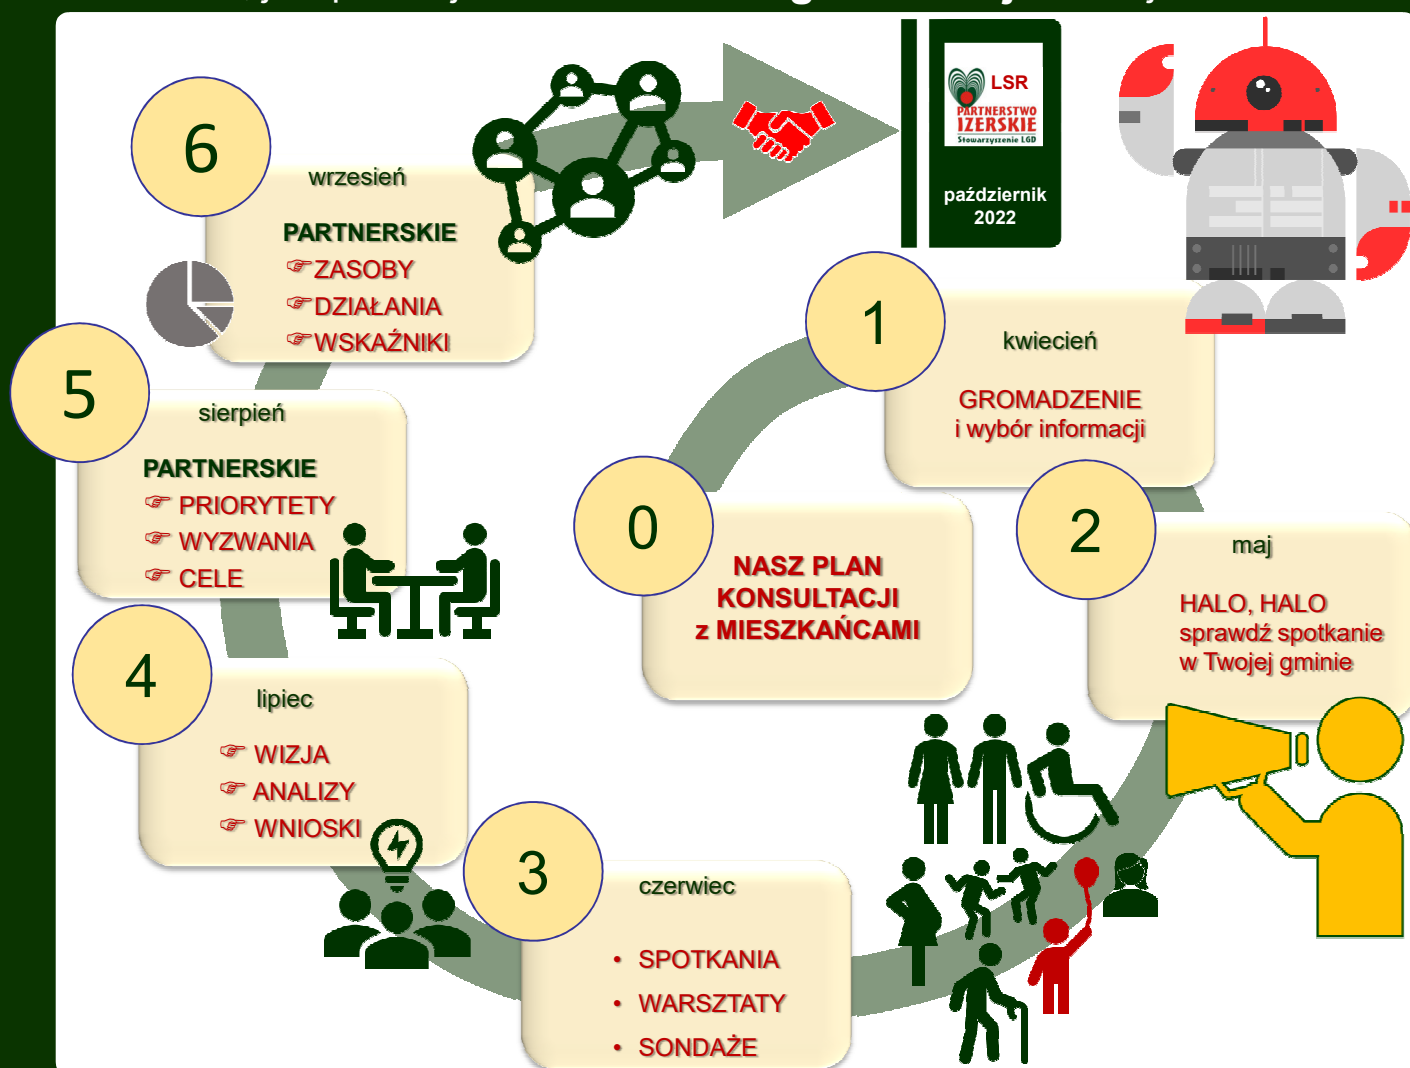 0
NASZ PLAN
KONSULTACJI
z MIESZKAŃCAMI
1
kwiecień
GROMADZENIE
i wybór informacji
2
maj
HALO, HALO
sprawdź spotkanie
w Twojej gminie
3
czerwiec
• SPOTKANIA
• WARSZTATY
• SONDAŻE
4
lipiec
☞ WIZJA
☞ ANALIZY
☞ WNIOSKI
5
sierpień
PARTNERSKIE
☞ PRIORYTETY
☞ WYZWANIA
☞ CELE
6
wrzesień
PARTNERSKIE
☞ZASOBY
☞DZIAŁANIA
☞WSKAŹNIKI
LSR
PARTNERSTWO
IZERSKIE
Stowarzyszenie LGD
październik
2022